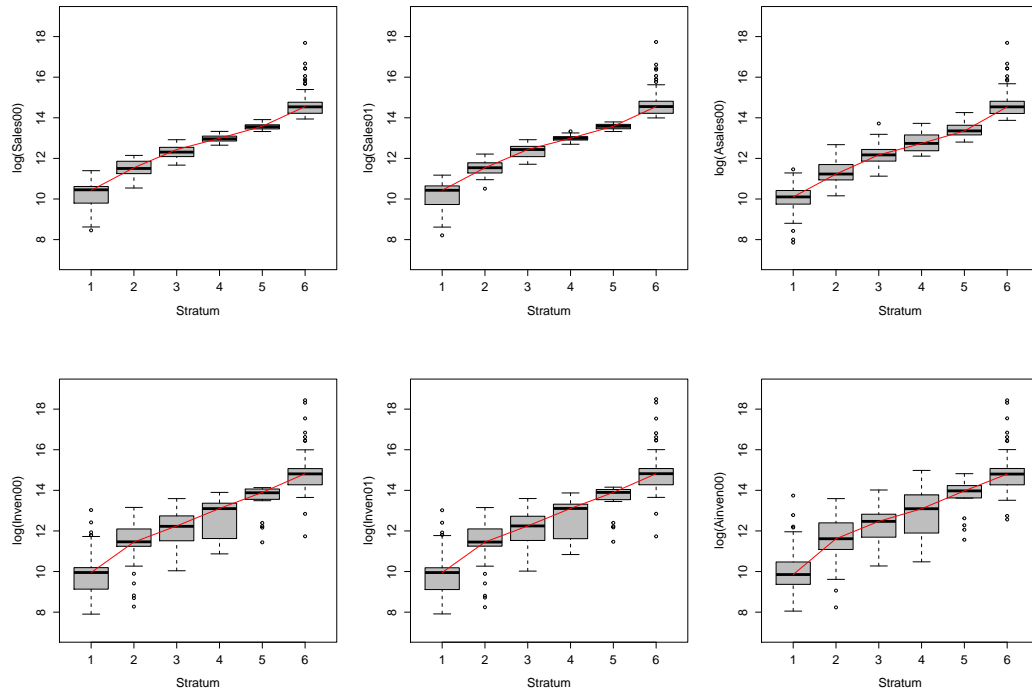 18
16
14
12
10
8
log(Sales00)
1 2 3 4 5 6
Stratum
18
16
14
12
10
8
log(Sales01)
1 2 3 4 5 6
Stratum
18
16
14
12
10
8
log(Asales00)
1 2 3 4 5 6
Stratum
18
16
14
12
10
8
log(Inven00)
1 2 3 4 5 6
Stratum
18
16
14
12
10
8
log(Inven01)
1 2 3 4 5 6
Stratum
18
16
14
12
10
8
log(Ainven00)
1 2 3 4 5 6
Stratum